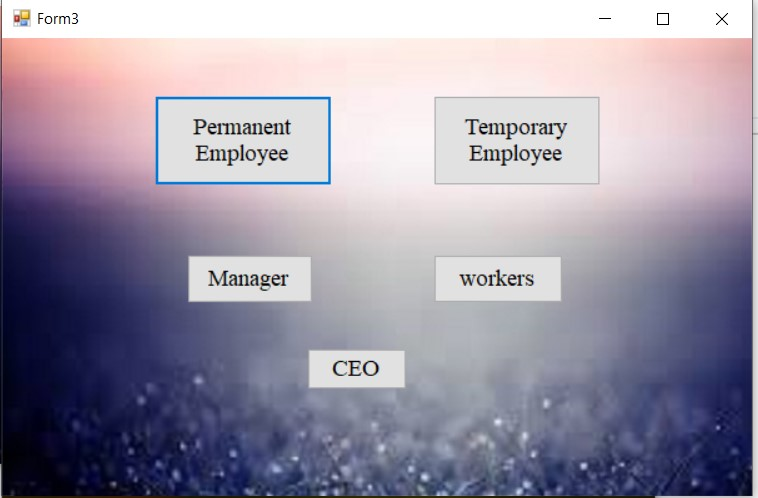 Form3
Permanent
Employee
Temporary
Employee
Manager
workers
CEO